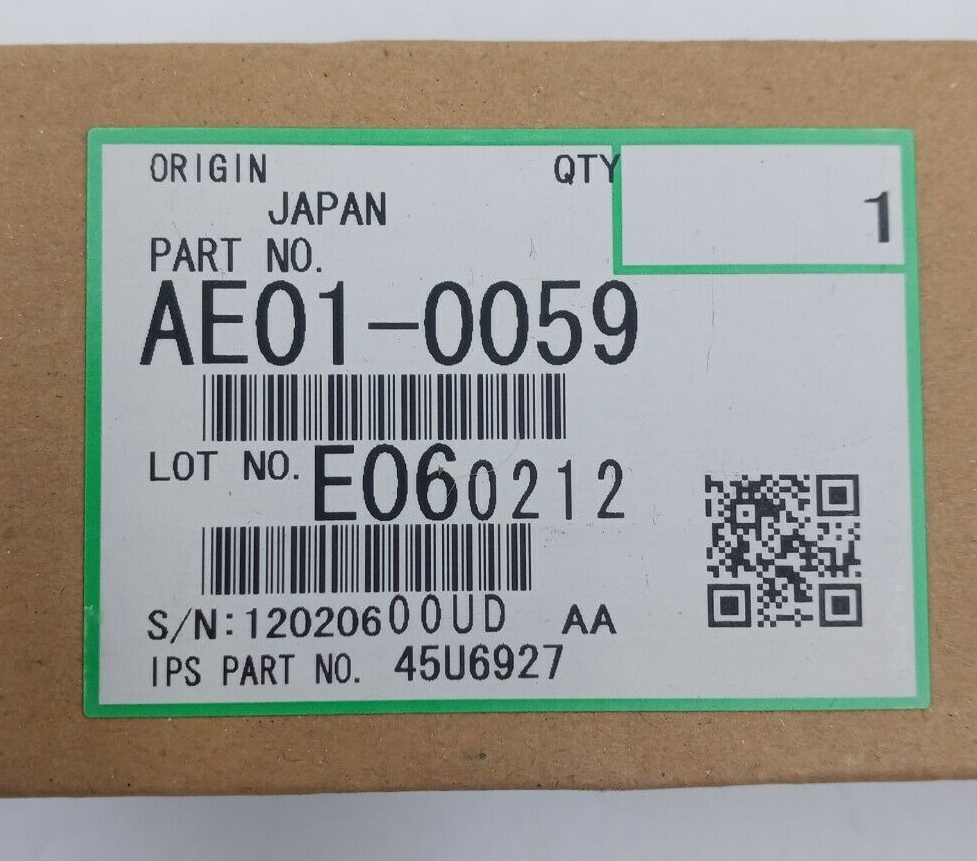 ORIGIN QTY
JAPAN 1
PART NO.
AE01-0059
LOT NO. E060212
S/N:12020600UD AA
IPS PART NO. 45U6927